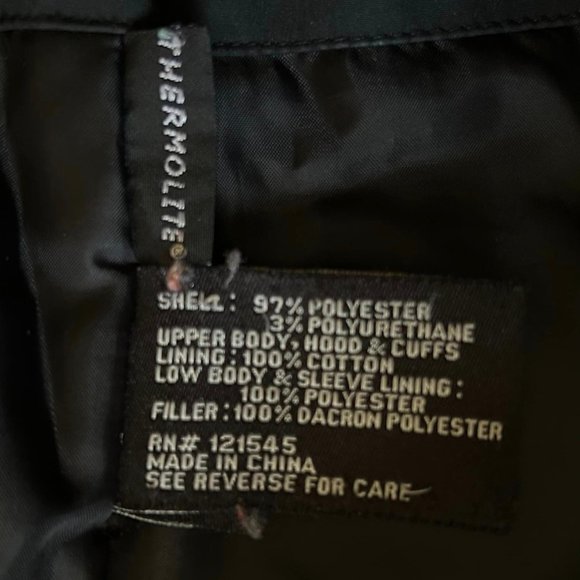 THERMOLITE®
SHELL: 97% POLYESTER
3% POLYURETHANE
UPPER BODY, HOOD & CUFFS
LINING: 100% COTTON
LOW BODY & SLEEVE LINING:
100% POLYESTER
FILLER: 100% DACRON POLYESTER
RN# 121545
MADE IN CHINA
SEE REVERSE FOR CARE